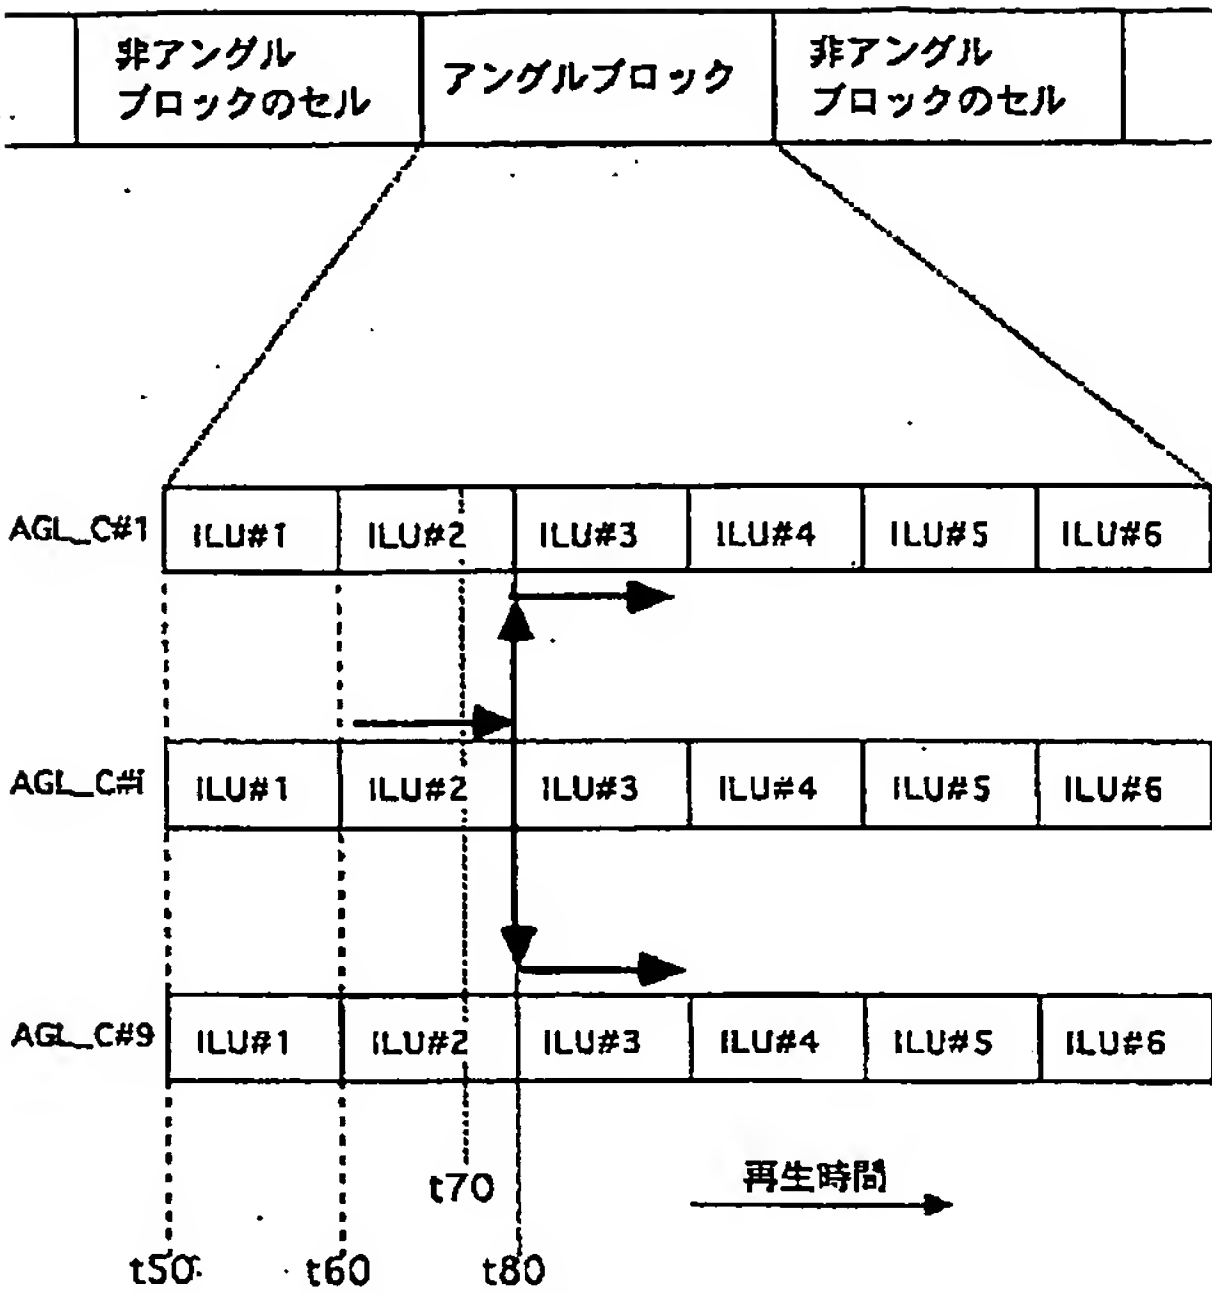 非アングル
ブロックのセル
アングルブロック
非アングル
ブロックのセル
AGL_C#1 ILU#1 ILU#2 ILU#3 ILU#4 ILU#5 ILU#6
AGL_C#i ILU#1 ILU#2 ILU#3 ILU#4 ILU#5 ILU#6
AGL_C#9 ILU#1 ILU#2 ILU#3 ILU#4 ILU#5 ILU#6
再生時間
t70
t50 t60 t80